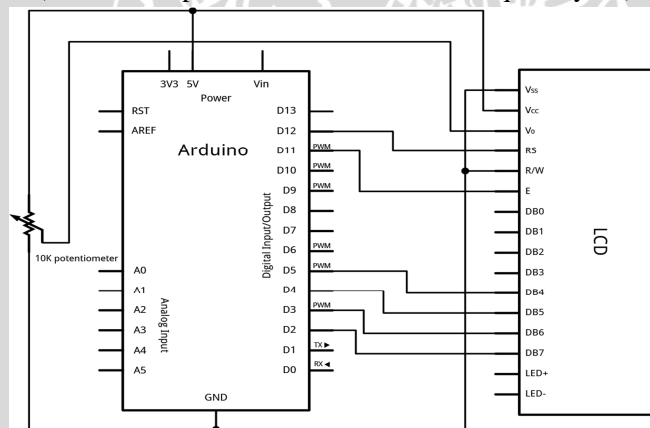 3V3 5V Vin
Power
RST
AREF
Arduino
D13
D12
D11 PWM
D10 PWM
D9 PWM
D8
D7
D6 PWM
D5 PWM
D4
D3 PWM
D2
D1 TX ▶
D0 RX ◀
Digital Input/Output
10K potentiometer
A0
A1
A2
A3
A4
A5
Analog Input
GND
Vss
Vcc
V0
RS
R/W
E
DB0
DB1
DB2
DB3
DB4
DB5
DB6
DB7
LED+
LED-
LCD